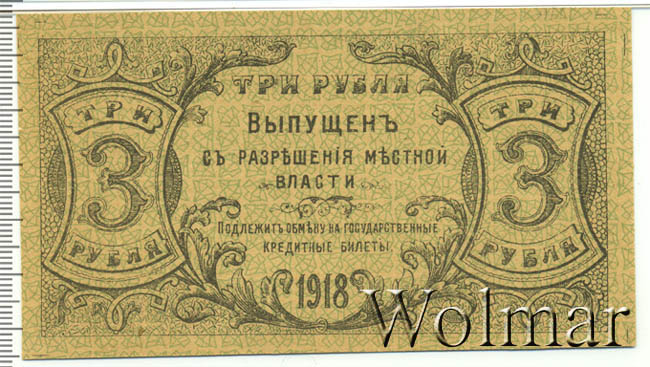 ТРИ РУБЛЯ
ТРИ
3
РУБЛЯ
ВЫПУЩЕНЪ
СЪ РАЗРѢШЕНІЯ МѢСТНОЙ
ВЛАСТИ
ПОДЛЕЖИТЪ ОБМѢНУ НА ГОСУДАРСТВЕННЫЕ
КРЕДИТНЫЕ БИЛЕТЫ
1918
ТРИ
3
РУБЛЯ
Wolmar